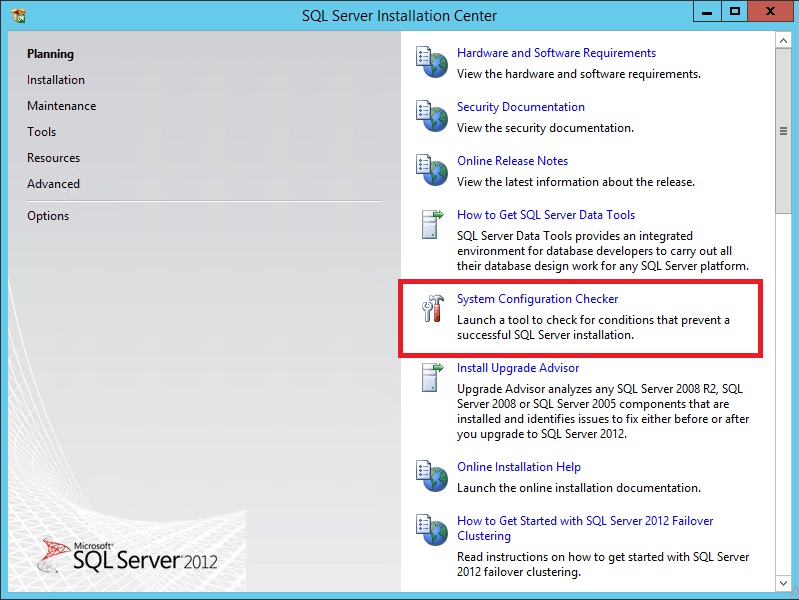 SQL Server Installation Center
Planning
Installation
Maintenance
Tools
Resources
Advanced
Options
Hardware and Software Requirements
View the hardware and software requirements.
Security Documentation
View the security documentation.
Online Release Notes
View the latest information about the release.
How to Get SQL Server Data Tools
SQL Server Data Tools provides an integrated
environment for database developers to carry out all
their database design work for any SQL Server platform.
System Configuration Checker
Launch a tool to check for conditions that prevent a
successful SQL Server installation.
Install Upgrade Advisor
Upgrade Advisor analyzes any SQL Server 2008 R2, SQL
Server 2008 or SQL Server 2005 components that are
installed and identifies issues to fix either before or after
you upgrade to SQL Server 2012.
Online Installation Help
Launch the online installation documentation.
How to Get Started with SQL Server 2012 Failover
Clustering
Read instructions on how to get started with SQL Server
2012 failover clustering.
Microsoft®
SQL Server® 2012